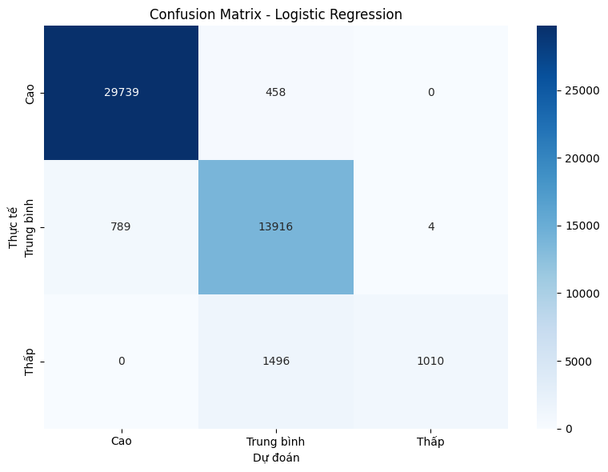 Confusion Matrix - Logistic Regression
Thực tế
Cao
29739 458 0
Trung bình
789 13916 4
Thấp
0 1496 1010
Cao Trung bình Thấp
Dự đoán
25000
20000
15000
10000
5000
0